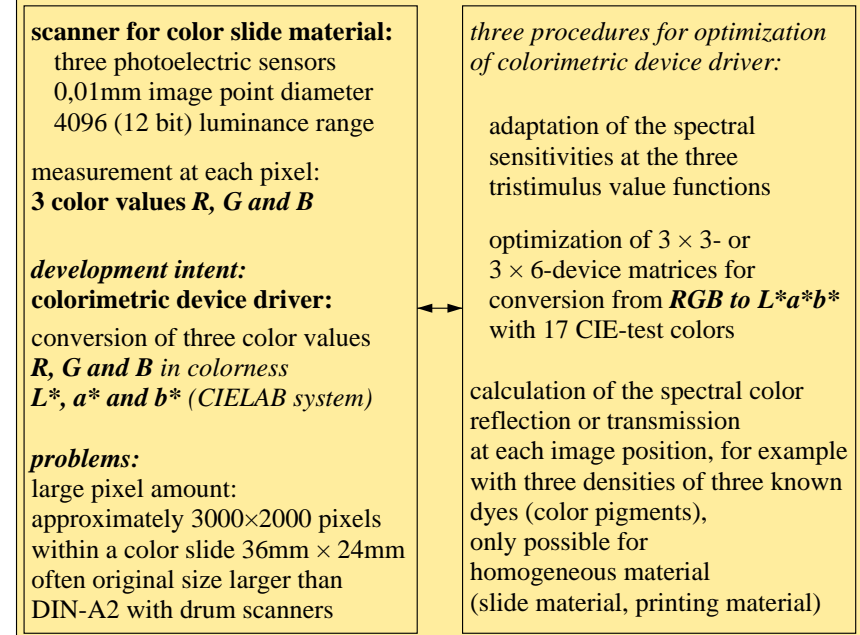 scanner for color slide material:
three photoelectric sensors
0,01mm image point diameter
4096 (12 bit) luminance range
measurement at each pixel:
3 color values R, G and B
development intent:
colorimetric device driver:
conversion of three color values
R, G and B in colorness
L*, a* and b* (CIELAB system)
problems:
large pixel amount:
approximately 3000×2000 pixels
within a color slide 36mm × 24mm
often original size larger than
DIN-A2 with drum scanners
three procedures for optimization
of colorimetric device driver:
adaptation of the spectral
sensitivities at the three
tristimulus value functions
optimization of 3 × 3- or
3 × 6-device matrices for
conversion from RGB to L*a*b*
with 17 CIE-test colors
calculation of the spectral color
reflection or transmission
at each image position, for example
with three densities of three known
dyes (color pigments),
only possible for
homogeneous material
(slide material, printing material)